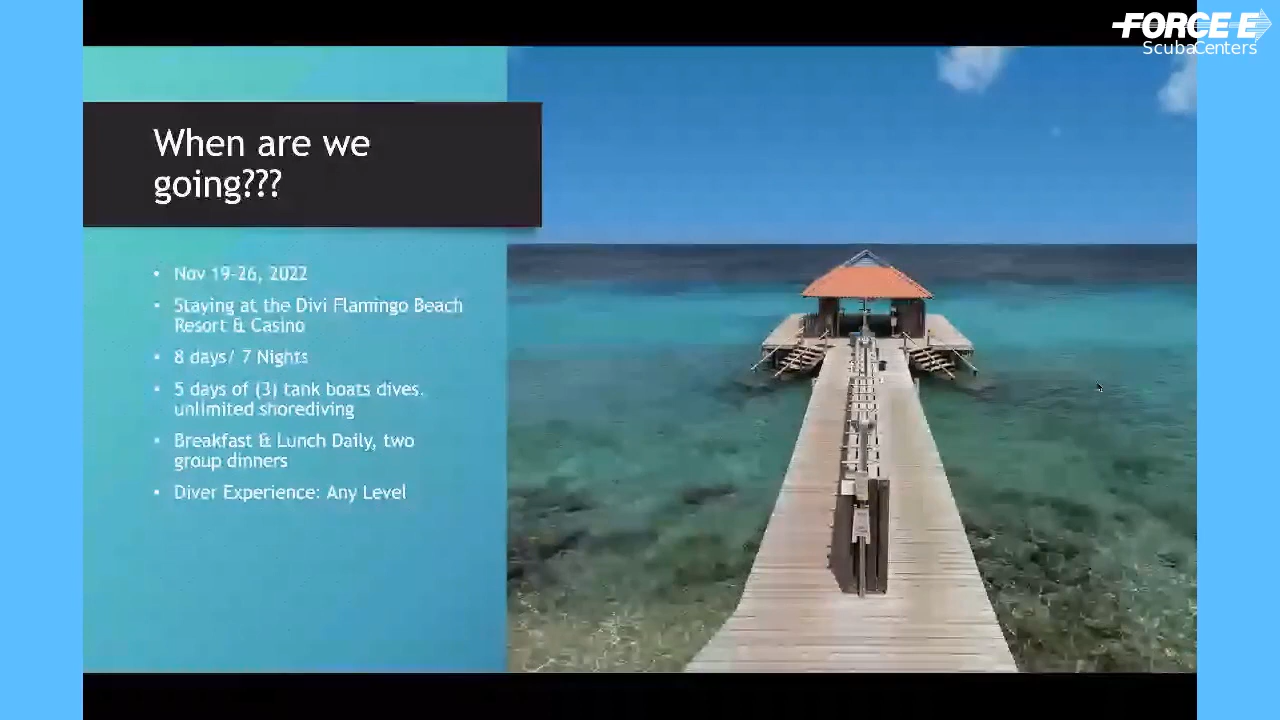 FORCE-E
ScubaCenters
When are we
going???
• Nov 19-26, 2022
• Staying at the Divi Flamingo Beach
Resort & Casino
• 8 days/ 7 Nights
• 5 days of (3) tank boats dives,
unlimited shorediving
• Breakfast & Lunch Daily, two
group dinners
• Diver Experience: Any Level